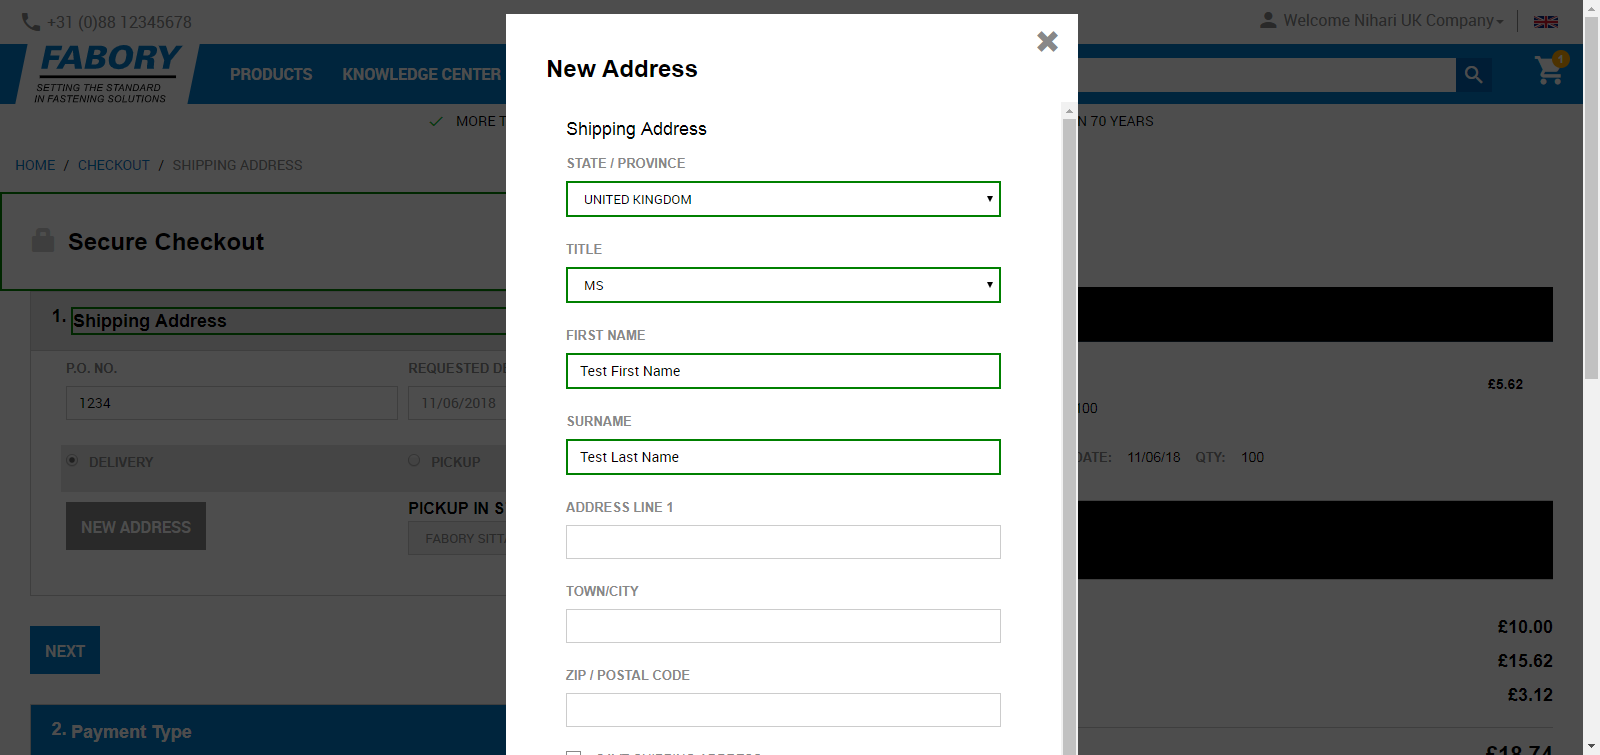 +31 (0)88 12345678
Welcome Nihari UK Company
FABORY
SETTING THE STANDARD
IN FASTENING SOLUTIONS
PRODUCTS
KNOWLEDGE CENTER
1
MORE
N 70 YEARS
HOME / CHECKOUT / SHIPPING ADDRESS
Secure Checkout
1. Shipping Address
P.O. NO.
REQUESTED
1234
11/06/2018
DELIVERY
PICKUP
NEW ADDRESS
PICKUP IN S
FABORY SITTA
NEXT
2. Payment Type
New Address
Shipping Address
STATE / PROVINCE
UNITED KINGDOM
TITLE
MS
FIRST NAME
Test First Name
SURNAME
Test Last Name
ADDRESS LINE 1
TOWN/CITY
ZIP / POSTAL CODE
£5.62
100
DATE: 11/06/18 QTY: 100
£10.00
£15.62
£3.12
£18.74